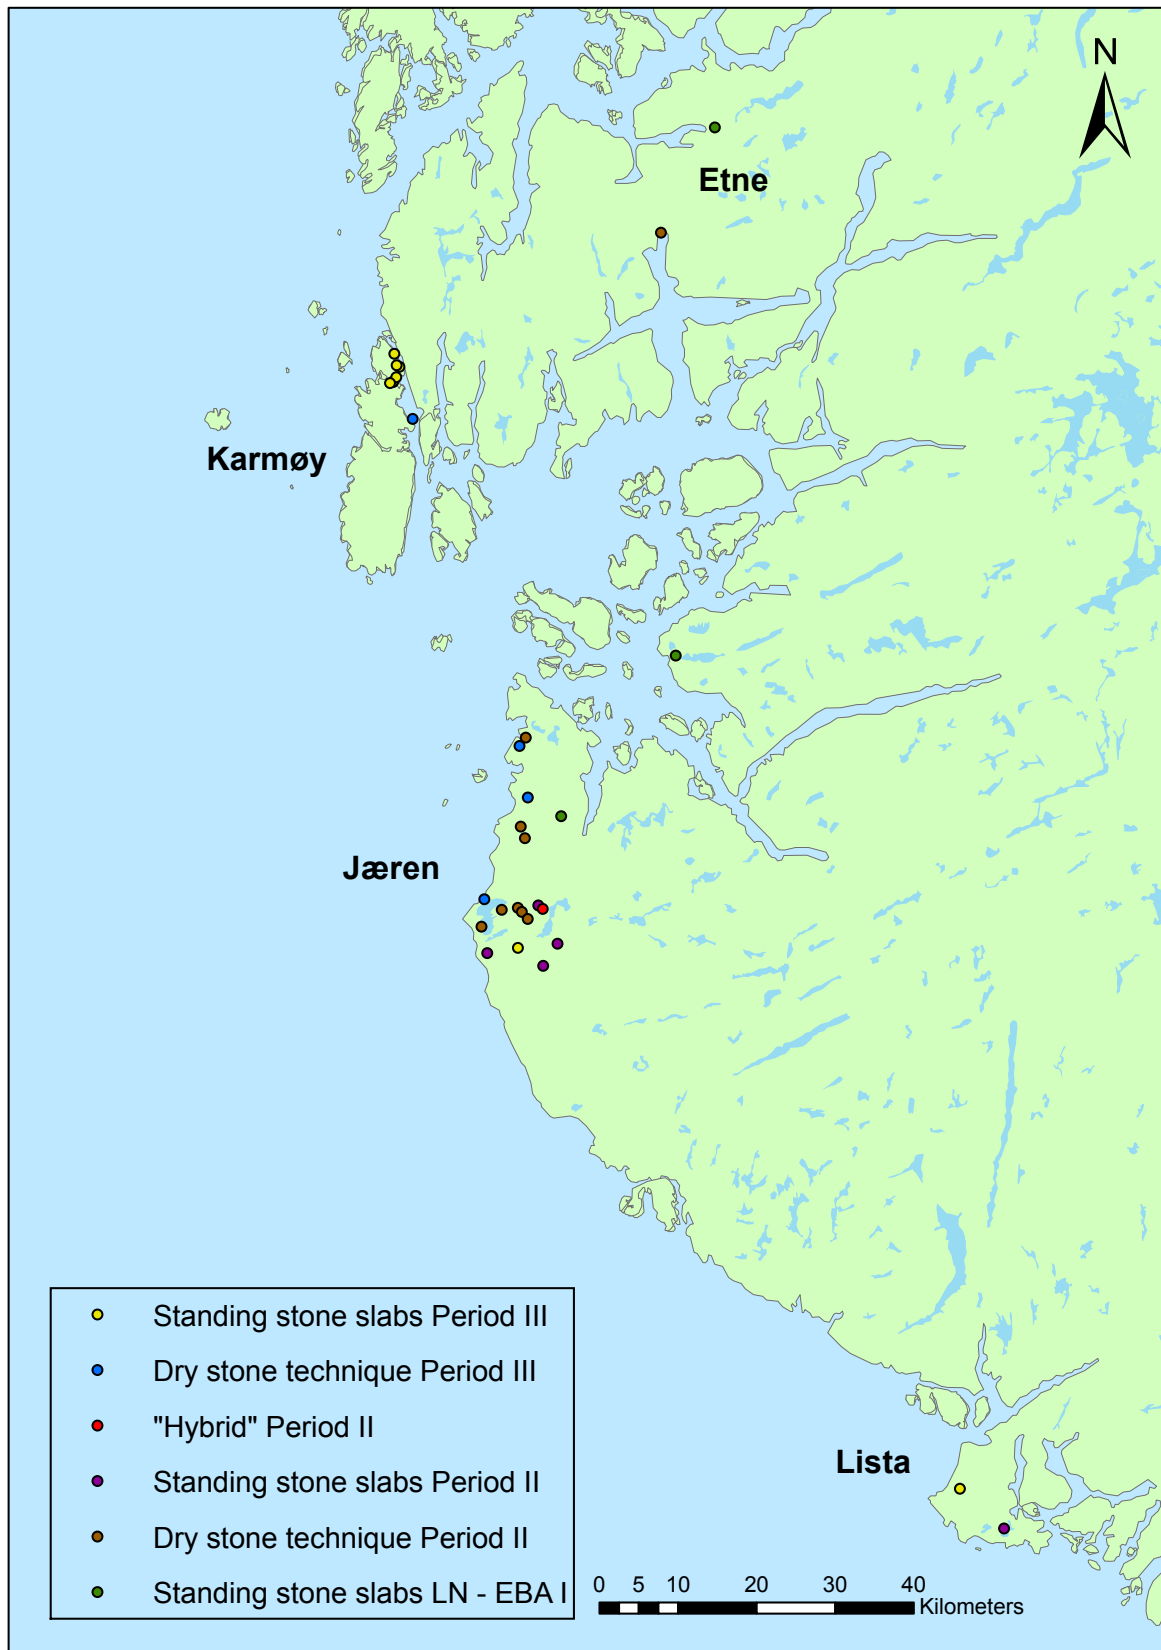 N
Etne
Karmøy
Jæren
Lista
Standing stone slabs Period III
Dry stone technique Period III
"Hybrid" Period II
Standing stone slabs Period II
Dry stone technique Period II
Standing stone slabs LN - EBA I
0 5 10 20 30 40
Kilometers